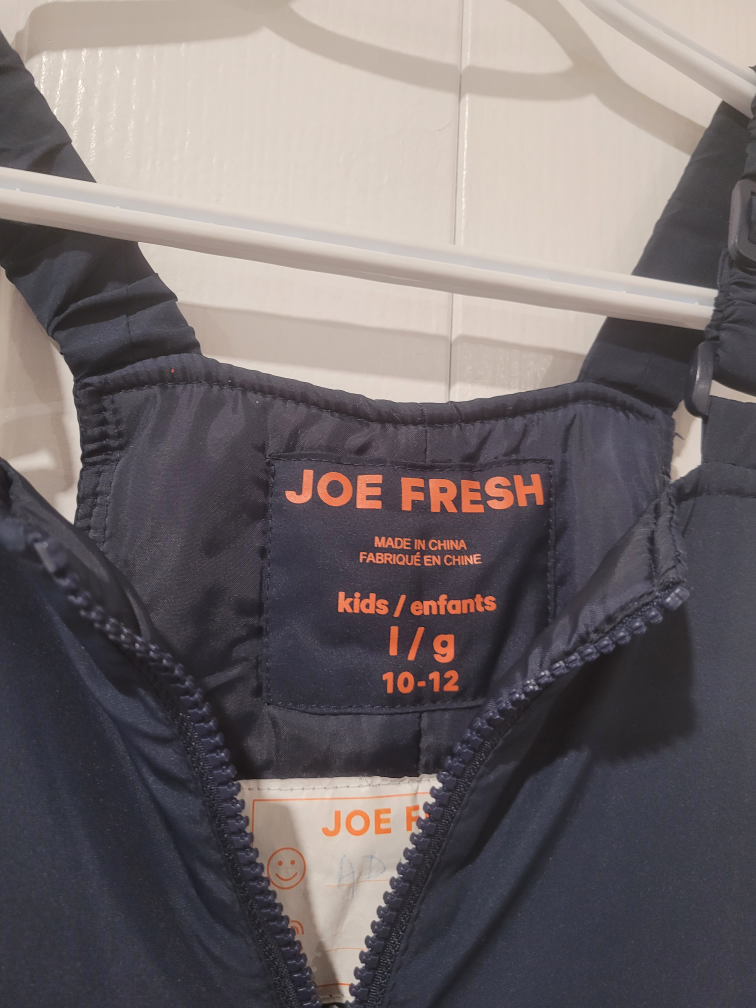 JOE FRESH
MADE IN CHINA
FABRIQUÉ EN CHINE
kids / enfants
l / g
10-12
JOE